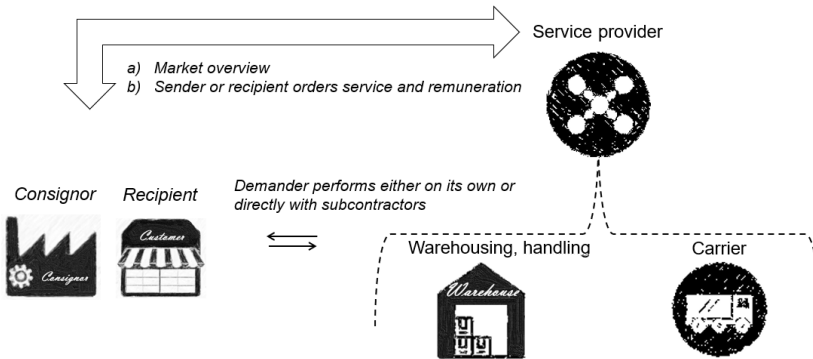 Service provider
a) Market overview
b) Sender or recipient orders service and remuneration
Consignor
Recipient
Demander performs either on its own or
directly with subcontractors
Customer
Consignor
Warehousing, handling
Carrier
Warehouse